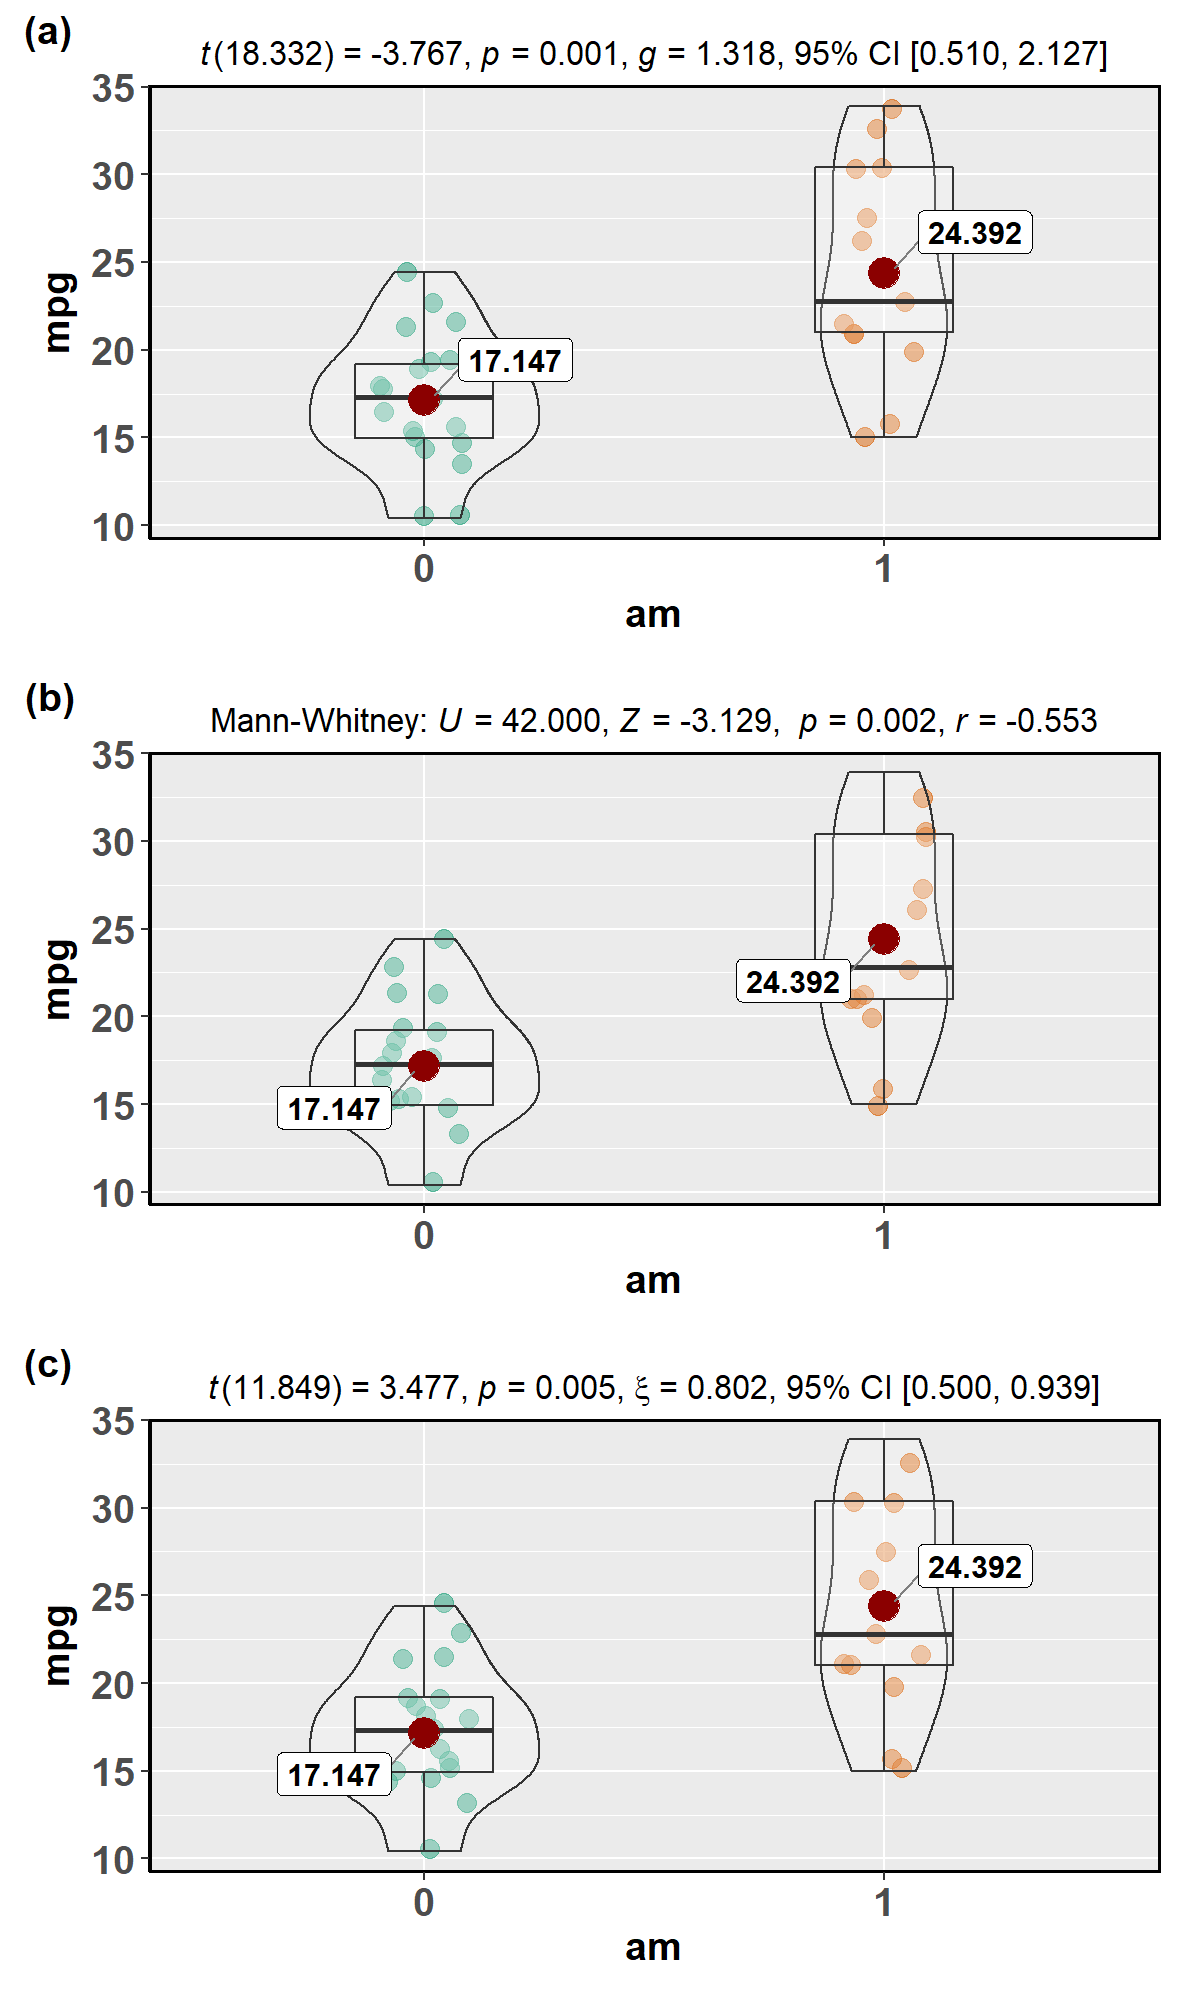 (a)
t(18.332) = -3.767, p = 0.001, g = 1.318, 95% CI [0.510, 2.127]
35
30
25
20
15
10
mpg
24.392
17.147
0 1
am
(b)
Mann-Whitney: U = 42.000, Z = -3.129, p = 0.002, r = -0.553
35
30
25
20
15
10
mpg
24.392
17.147
0 1
am
(c)
t(11.849) = 3.477, p = 0.005, ξ = 0.802, 95% CI [0.500, 0.939]
35
30
25
20
15
10
mpg
24.392
17.147
0 1
am